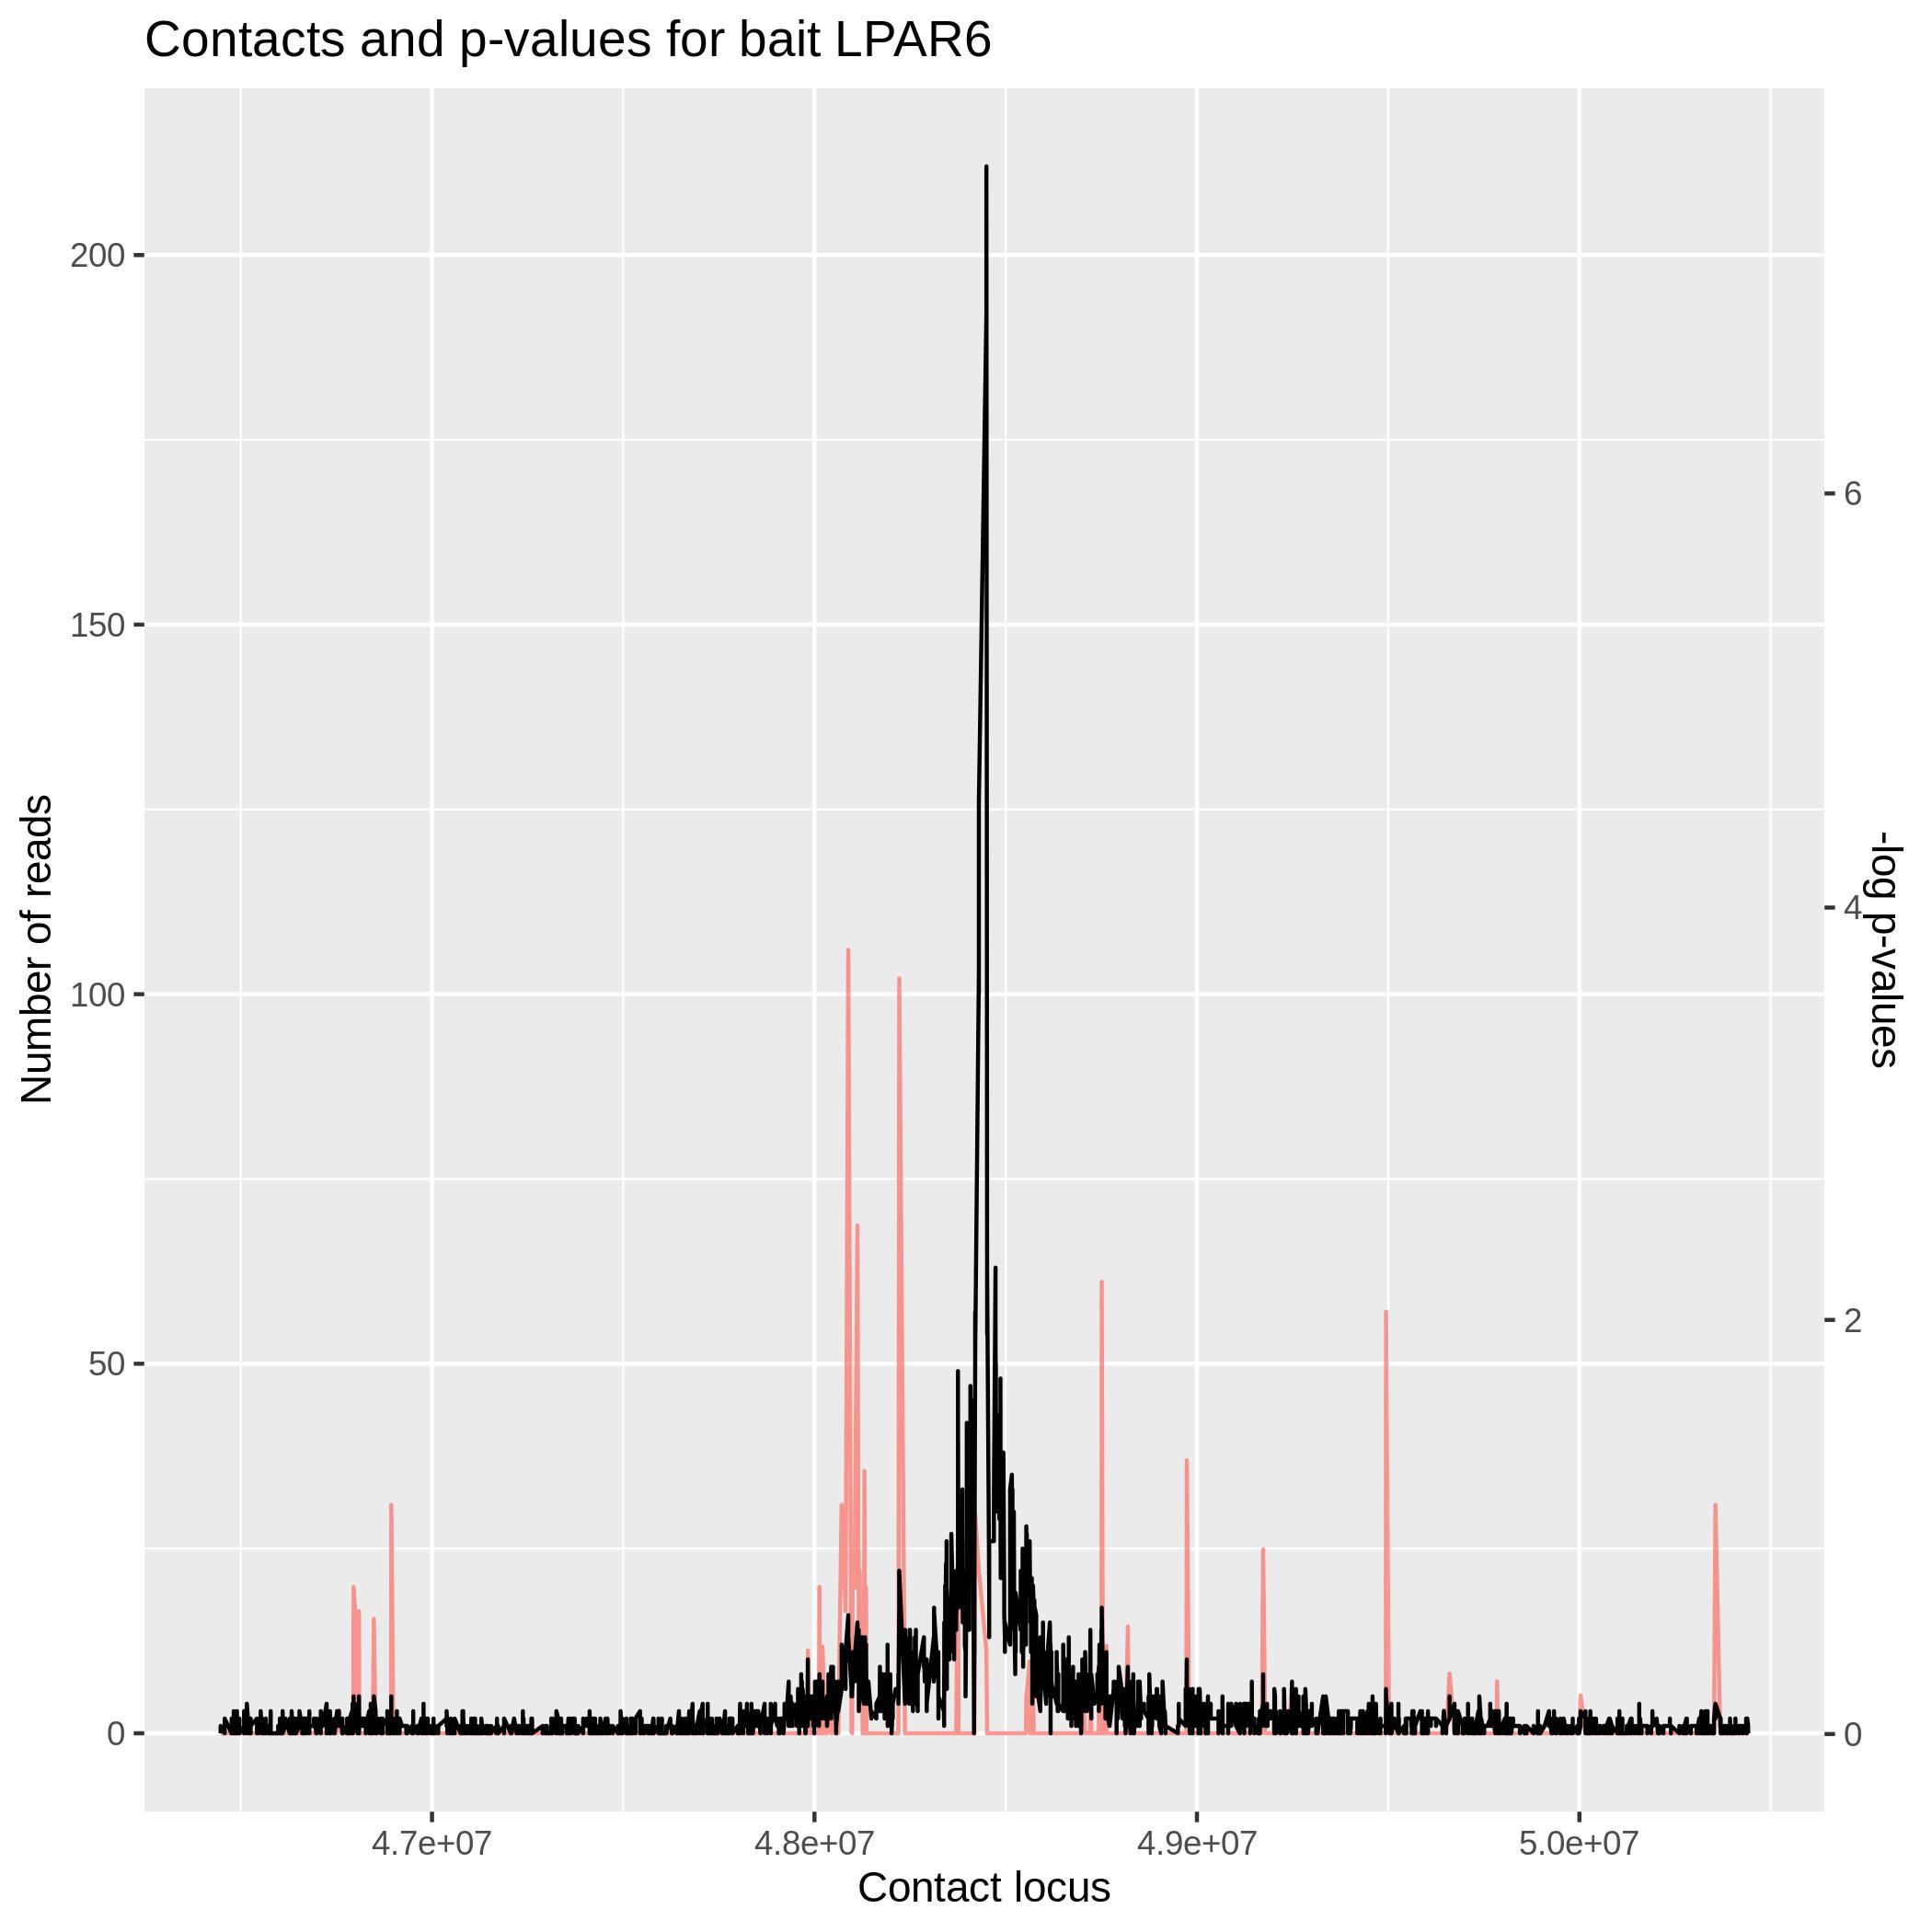 Contacts and p-values for bait LPAR6
Number of reads
200
150
100
50
0
6
4
2
0
-log p-values
4.7e+07
4.8e+07
4.9e+07
5.0e+07
Contact locus